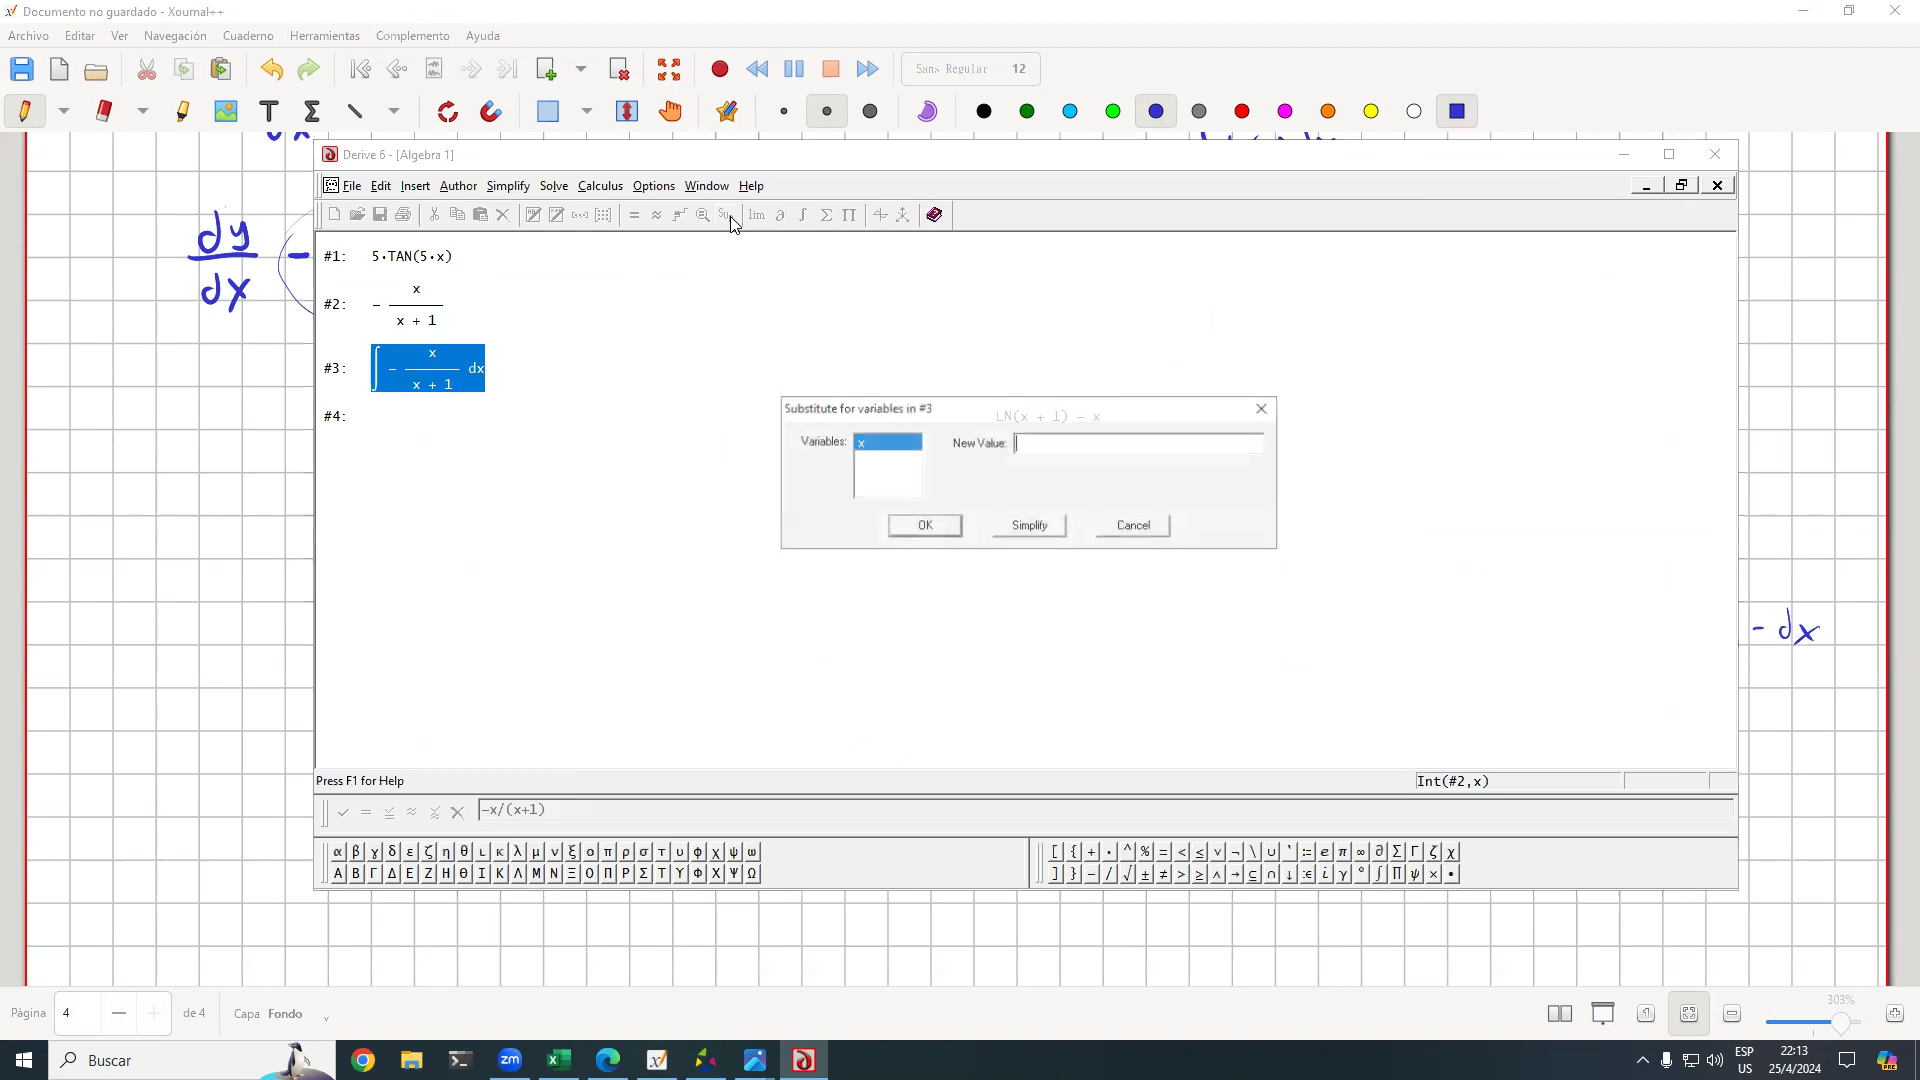 Documento no guardado - Xournal++
Archivo Editar Ver Navegación Cuaderno Herramientas Complemento Ayuda
Sans Regular 12
Derive 6 - [Algebra 1]
File Edit Insert Author Simplify Solve Calculus Options Window Help
lim ∂ ∫ Σ Π
dy
dx
-
#1: 5·TAN(5·x)
#2: - x
x + 1
#3: ∫ - x dx
x + 1
#4: LN(x + 1) - x
Substitute for variables in #3
Variables: x New Value:
OK Simplify Cancel
- dx
Press F1 for Help Int(#2,x)
-x/(x+1)
α β γ δ ε ζ η θ ι κ λ μ ν ξ ο π ρ σ τ υ φ χ ψ ω
Α Β Γ Δ Ε Ζ Η Θ Ι Κ Λ Μ Ν Ξ Ο Π Ρ Σ Τ Υ Φ Χ Ψ Ω
[ { + · ^ % = < ≤ ∨ ¬ \ ∪ ` := e π ∞ ∂ Σ Γ ζ χ
] } - / √ ± ≠ > ≥ ∧ → ⊆ ∩ ↓ :∈ i γ ° ∫ Π ψ × •
Página 4 de 4 Capa Fondo
303%
Buscar
zm
ESP
US
22:13
25/4/2024